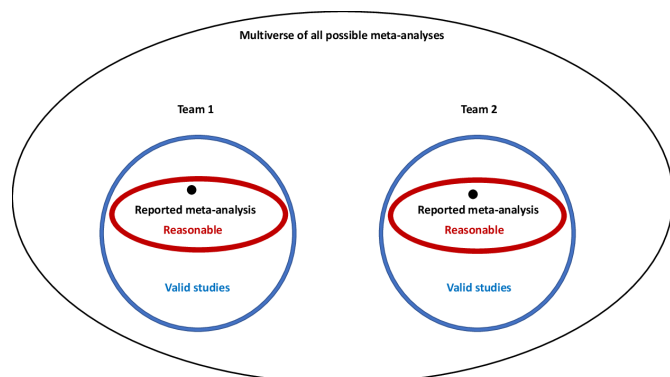 Multiverse of all possible meta-analyses
Team 1
Team 2
Reported meta-analysis
Reasonable
Valid studies
Reported meta-analysis
Reasonable
Valid studies